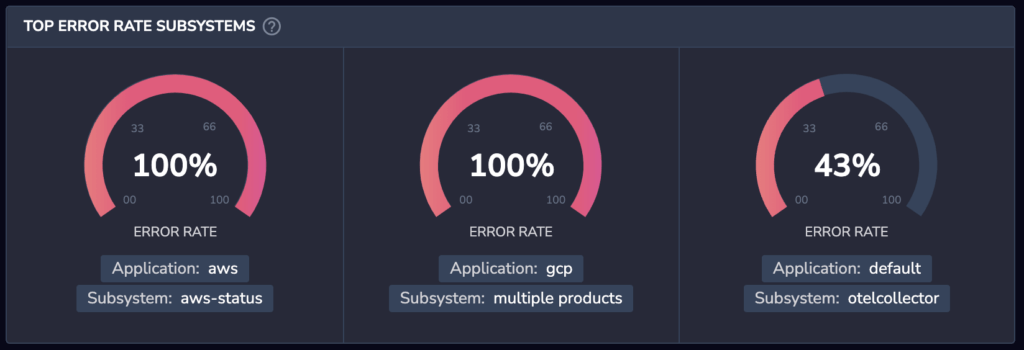 TOP ERROR RATE SUBSYSTEMS ?
33 66
100%
00 100
ERROR RATE
Application: aws
Subsystem: aws-status
33 66
100%
00 100
ERROR RATE
Application: gcp
Subsystem: multiple products
33 66
43%
00 100
ERROR RATE
Application: default
Subsystem: otelcollector